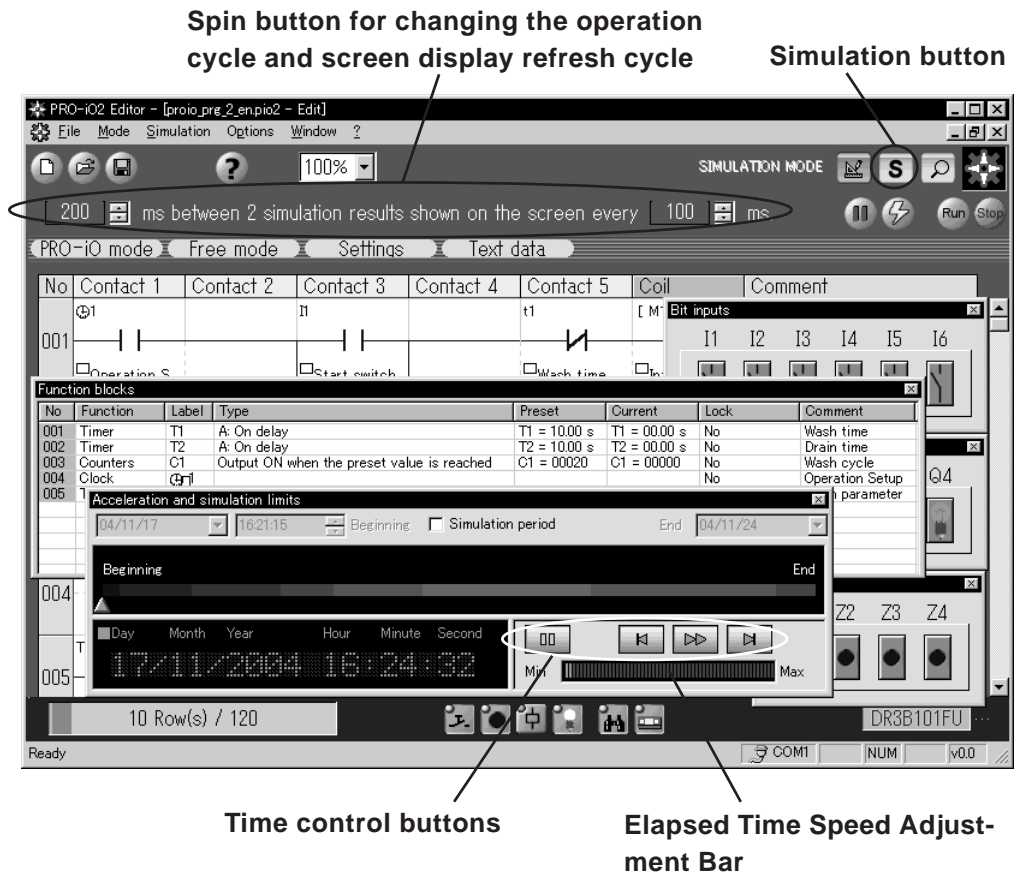 Spin button for changing the operation
cycle and screen display refresh cycle
Simulation button
PRO-iO2 Editor - [proio_prg_2_en.pio2 - Edit]
File Mode Simulation Options Window ?
100%
SIMULATION MODE
S
200 ms between 2 simulation results shown on the screen every 100 ms
Run Stop
PRO-iO mode Free mode Settings Text data
No Contact 1 Contact 2 Contact 3 Contact 4 Contact 5 Coil Comment
1 I1 t1 [ M
Bit inputs
I1 I2 I3 I4 I5 I6
001
Operation S Start switch Wash time
Function blocks
No Function Label Type Preset Current Lock Comment
001 Timer T1 A: On delay T1 = 10.00 s T1 = 00.00 s No Wash time
002 Timer T2 A: On delay T2 = 10.00 s T2 = 00.00 s No Drain time
003 Counters C1 Output ON when the preset value is reached C1 = 00020 C1 = 00000 No Wash cycle
004 Clock No Operation Setup
005 parameter
Q4
Acceleration and simulation limits
04/11/17 16:21:15 Beginning Simulation period End 04/11/24
Beginning End
004
Z2 Z3 Z4
Day Month Year Hour Minute Second
17/11/2004 16:24:32
Min Max
005
10 Row(s) / 120
DR3B101FU ...
Ready
COM1 NUM v0.0
Time control buttons
Elapsed Time Speed Adjust-
ment Bar